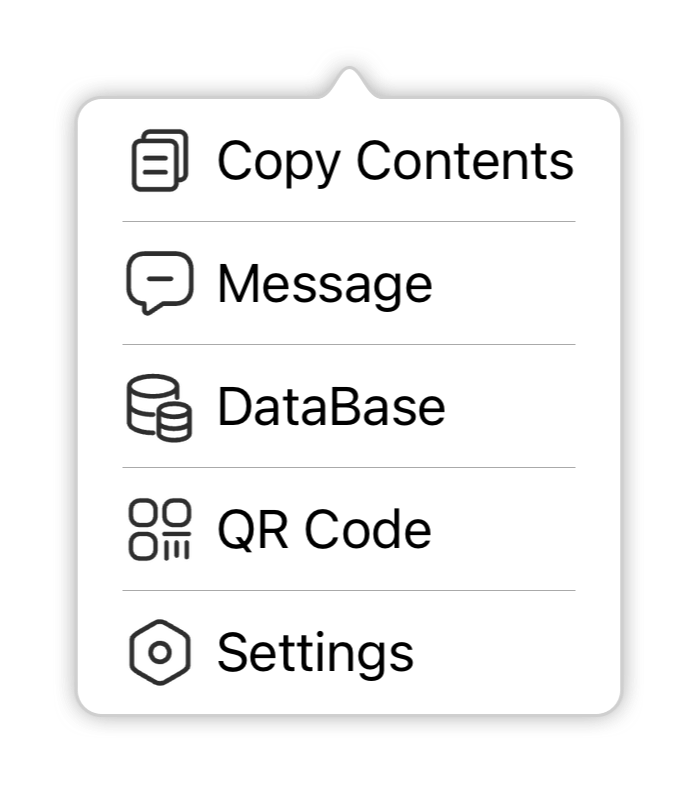 Copy Contents
Message
DataBase
QR Code
Settings